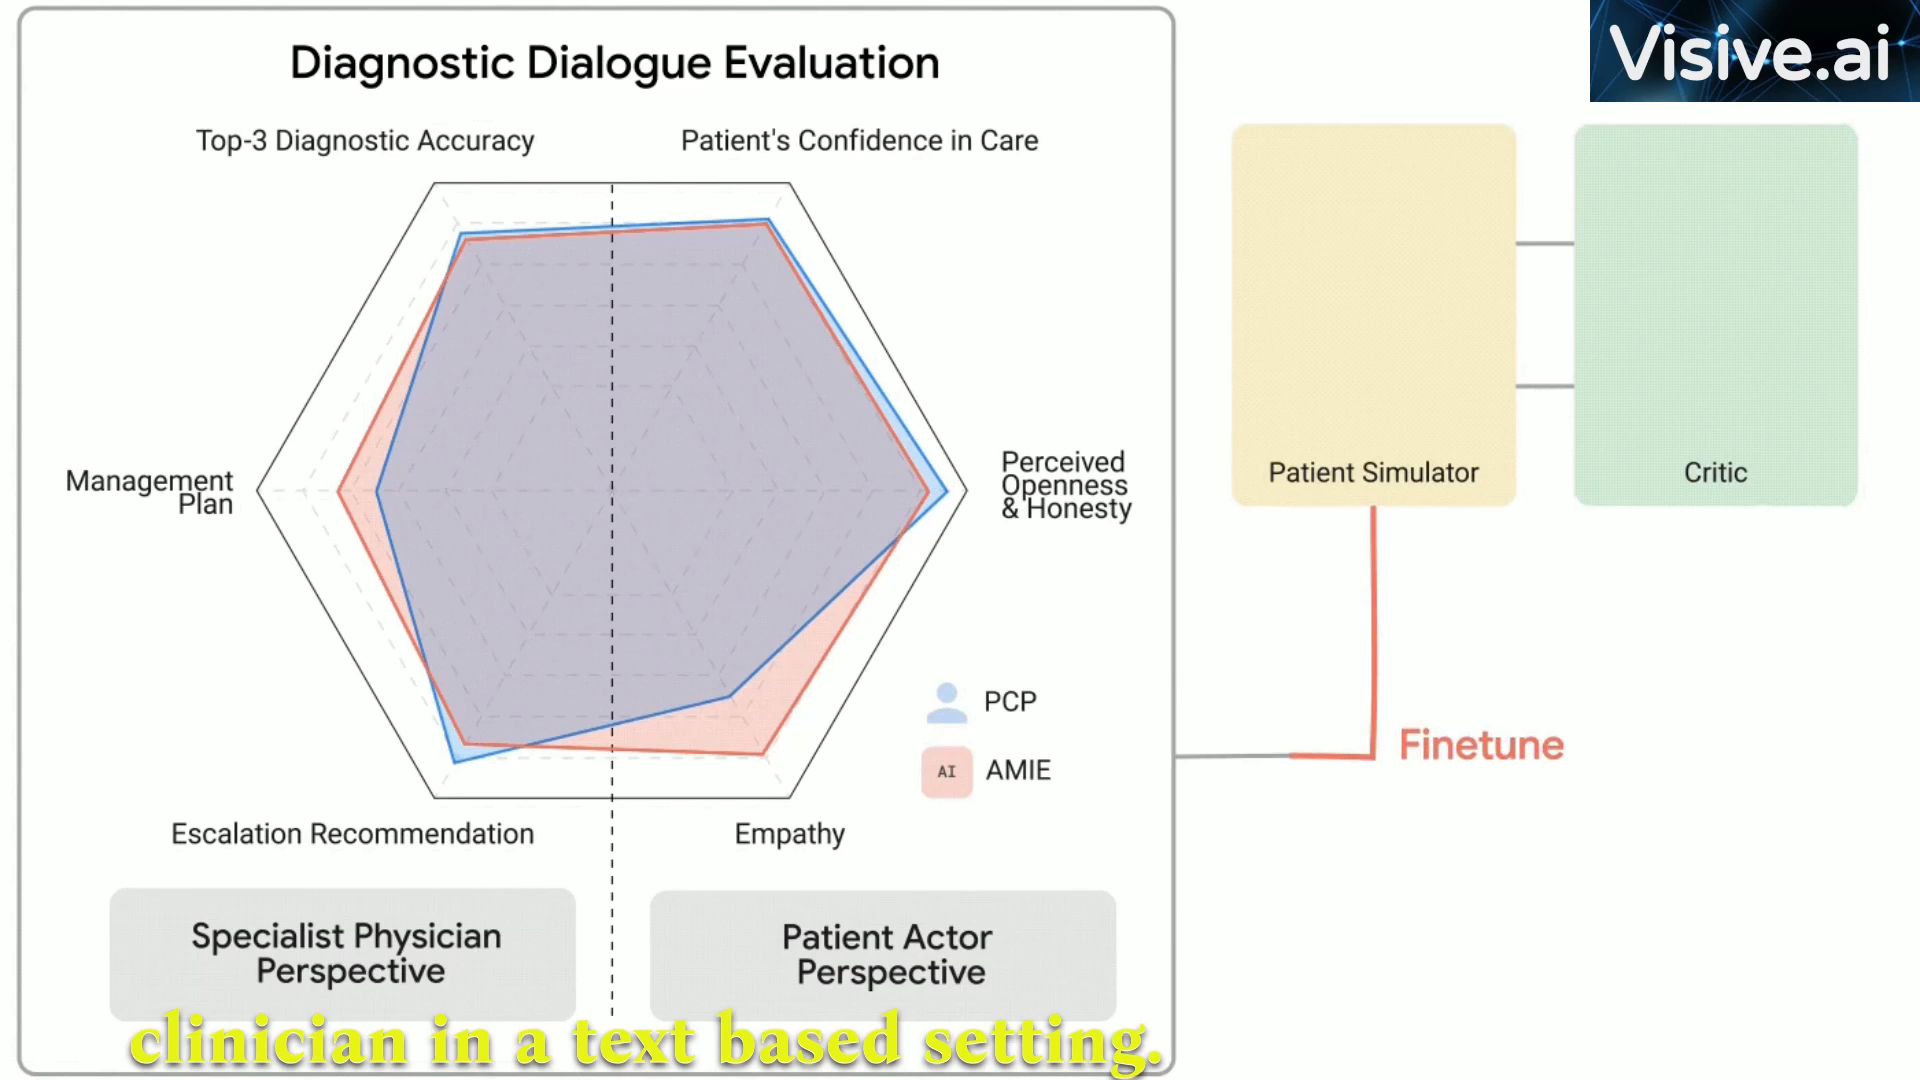 Diagnostic Dialogue Evaluation
Visive.ai
Top-3 Diagnostic Accuracy
Patient's Confidence in Care
Management
Plan
Perceived
Openness
& Honesty
Patient Simulator
Critic
PCP
AI
AMIE
Finetune
Escalation Recommendation
Empathy
Specialist Physician
Perspective
Patient Actor
Perspective
clinician in a text based setting.